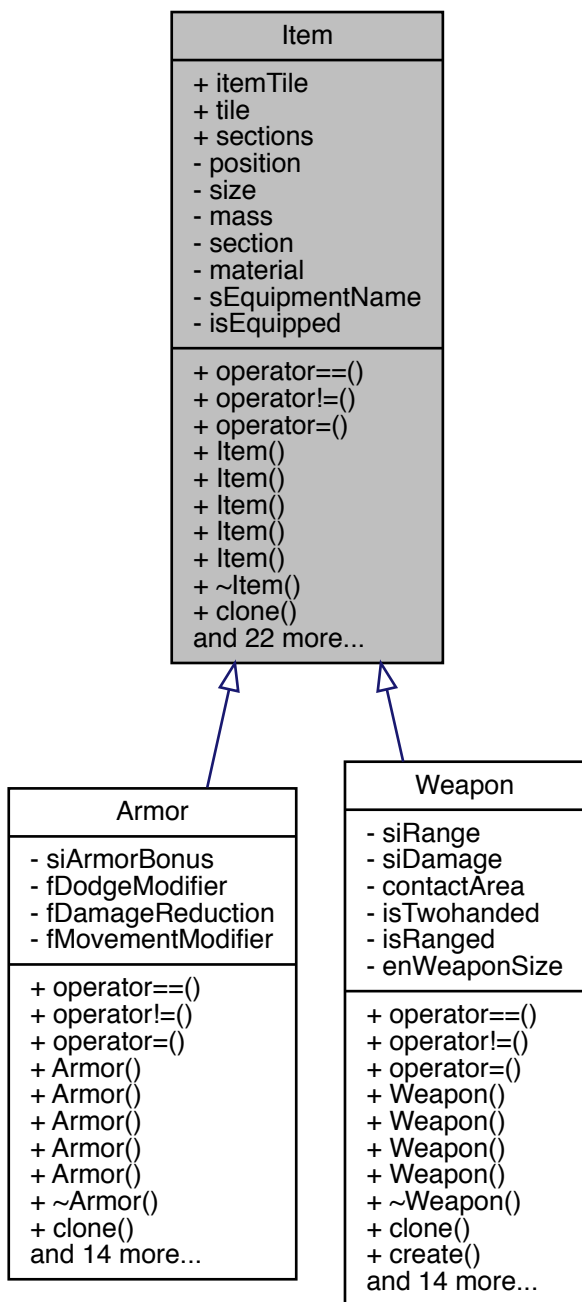 Item
+ itemTile
+ tile
+ sections
- position
- size
- mass
- section
- material
- sEquipmentName
- isEquipped
+ operator==()
+ operator!=()
+ operator=()
+ Item()
+ Item()
+ Item()
+ Item()
+ Item()
+ ~Item()
+ clone()
and 22 more...
Armor
- siArmorBonus
- fDodgeModifier
- fDamageReduction
- fMovementModifier
+ operator==()
+ operator!=()
+ operator=()
+ Armor()
+ Armor()
+ Armor()
+ Armor()
+ Armor()
+ ~Armor()
+ clone()
and 14 more...
Weapon
- siRange
- siDamage
- contactArea
- isTwohanded
- isRanged
- enWeaponSize
+ operator==()
+ operator!=()
+ operator=()
+ Weapon()
+ Weapon()
+ Weapon()
+ Weapon()
+ ~Weapon()
+ clone()
+ create()
and 14 more...